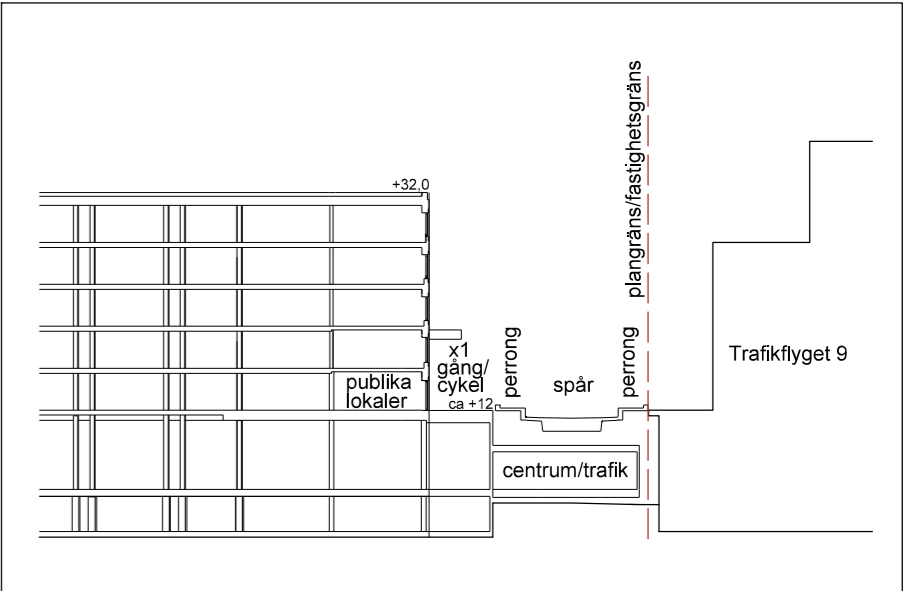 plangräns/fastighetsgräns
+32,0
x1
gång/
cykel
ca +12
publika
lokaler
perrong
spår
perrong
Trafikflyget 9
centrum/trafik